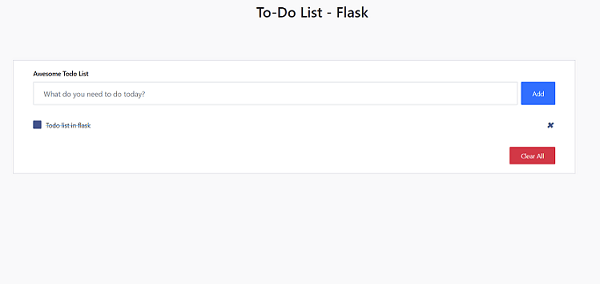 To-Do List - Flask
Awesome Todo List
What do you need to do today?
Add
Todo list in flask
Clear All